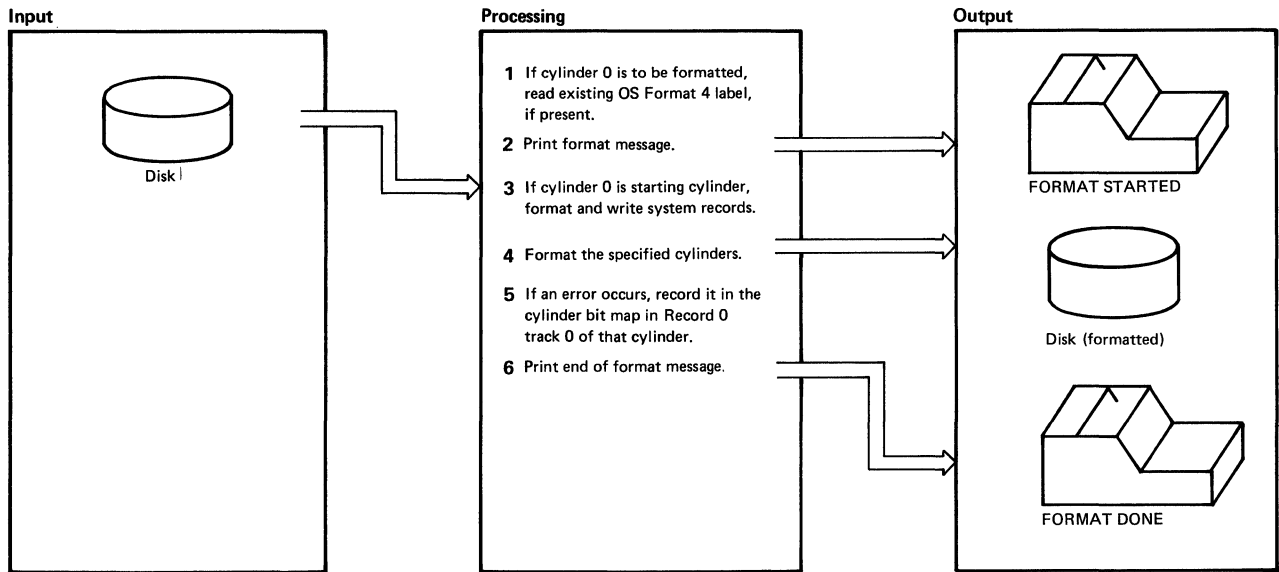 Input
Disk
Processing
1 If cylinder 0 is to be formatted,
read existing OS Format 4 label,
if present.
2 Print format message.
3 If cylinder 0 is starting cylinder,
format and write system records.
4 Format the specified cylinders.
5 If an error occurs, record it in the
cylinder bit map in Record 0
track 0 of that cylinder.
6 Print end of format message.
Output
FORMAT STARTED
Disk (formatted)
FORMAT DONE